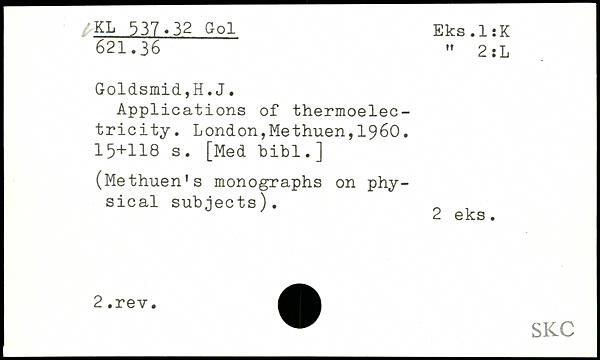 KL 537.32 Gol
Eks.1:K
621.36
" 2:L
Goldsmid,H.J.
Applications of thermoelec-
tricity. London,Methuen,1960.
15+118 s. [Med bibl.]
(Methuen's monographs on phy-
sical subjects).
2 eks.
2.rev.
SKC